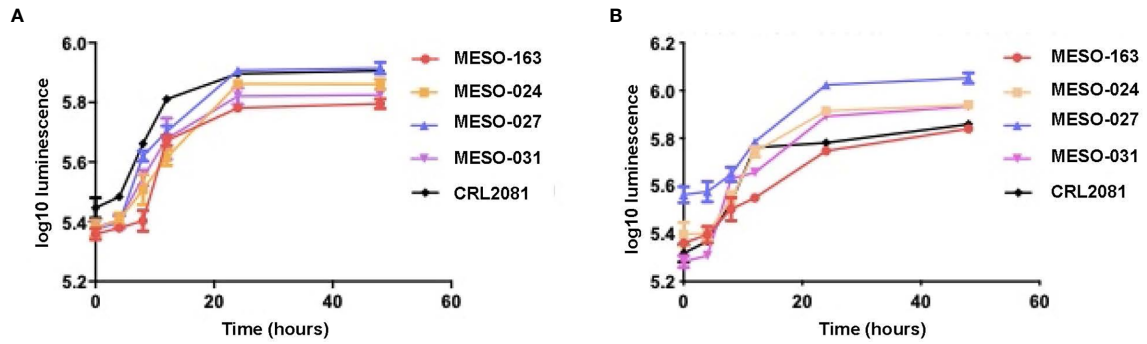 A
log10 luminescence
6.0
5.8
5.6
5.4
5.2
0 20 40 60
Time (hours)
MESO-163
MESO-024
MESO-027
MESO-031
CRL2081
B
log10 luminescence
6.2
6.0
5.8
5.6
5.4
5.2
0 20 40 60
Time (hours)
MESO-163
MESO-024
MESO-027
MESO-031
CRL2081